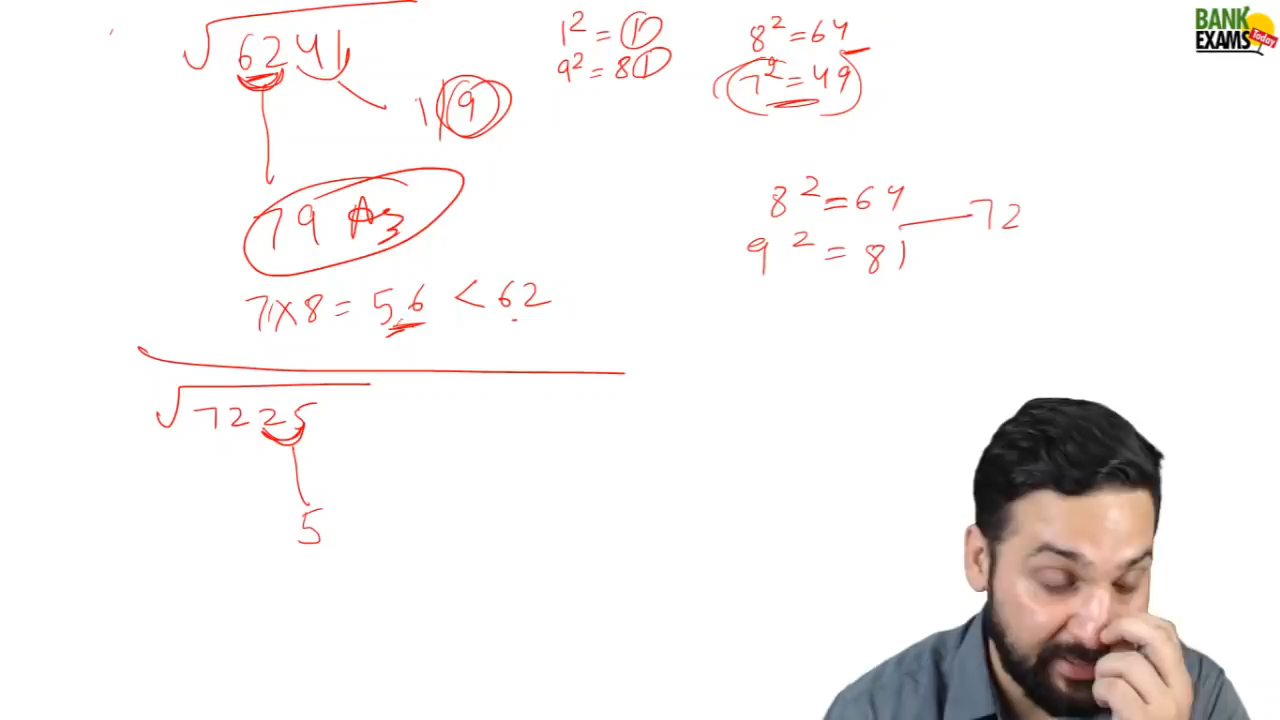 √6241
1 9
79 Ans
7×8 = 56 < 62
1² = 1
9² = 81
8² = 64
7² = 49
8² = 64
9² = 81
72
√7225
5
BANK
EXAMS
Today